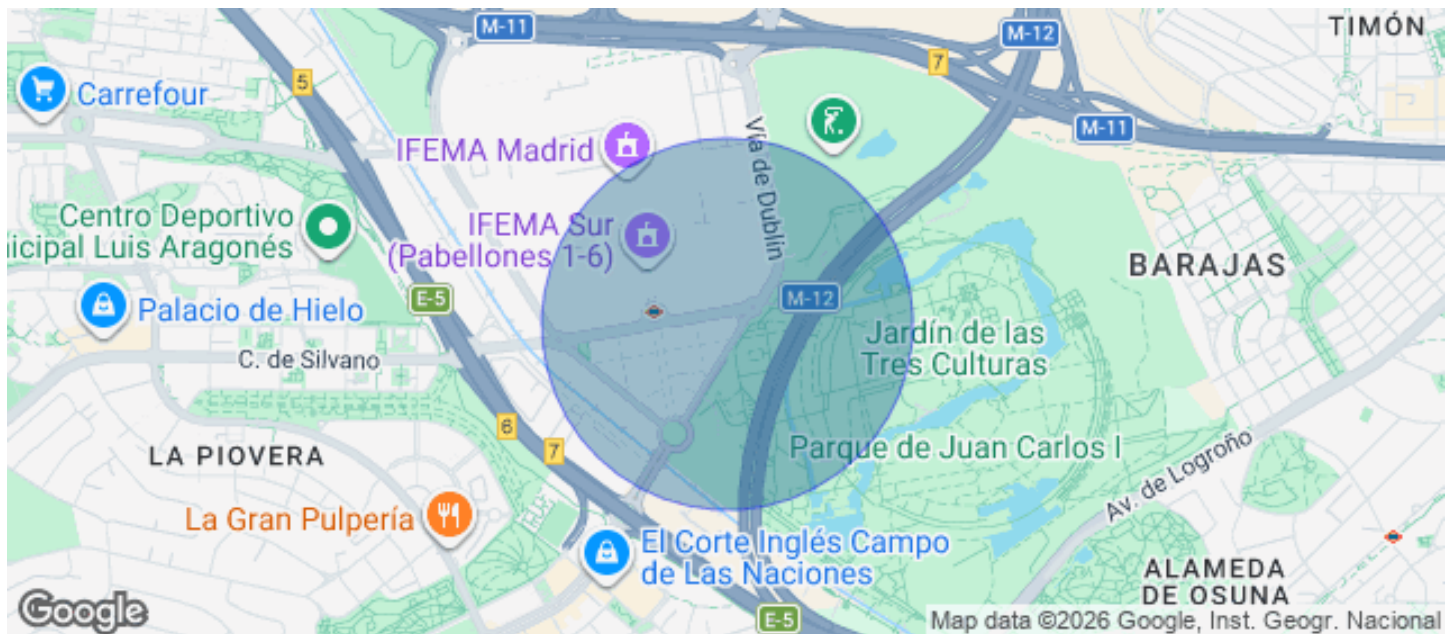 M-11
M-12
TIMÓN
5
7
Carrefour
M-11
IFEMA Madrid
Vía de Dublín
Centro Deportivo
nicipal Luis Aragonés
IFEMA Sur
(Pabellones 1-6)
BARAJAS
E-5
M-12
Palacio de Hielo
C. de Silvano
Jardín de las
Tres Culturas
6
7
LA PIOVERA
Parque de Juan Carlos I
Av. de Logroño
La Gran Pulpería
El Corte Inglés Campo
de Las Naciones
ALAMEDA
DE OSUNA
Google
E-5
Map data ©2026 Google, Inst. Geogr. Nacional